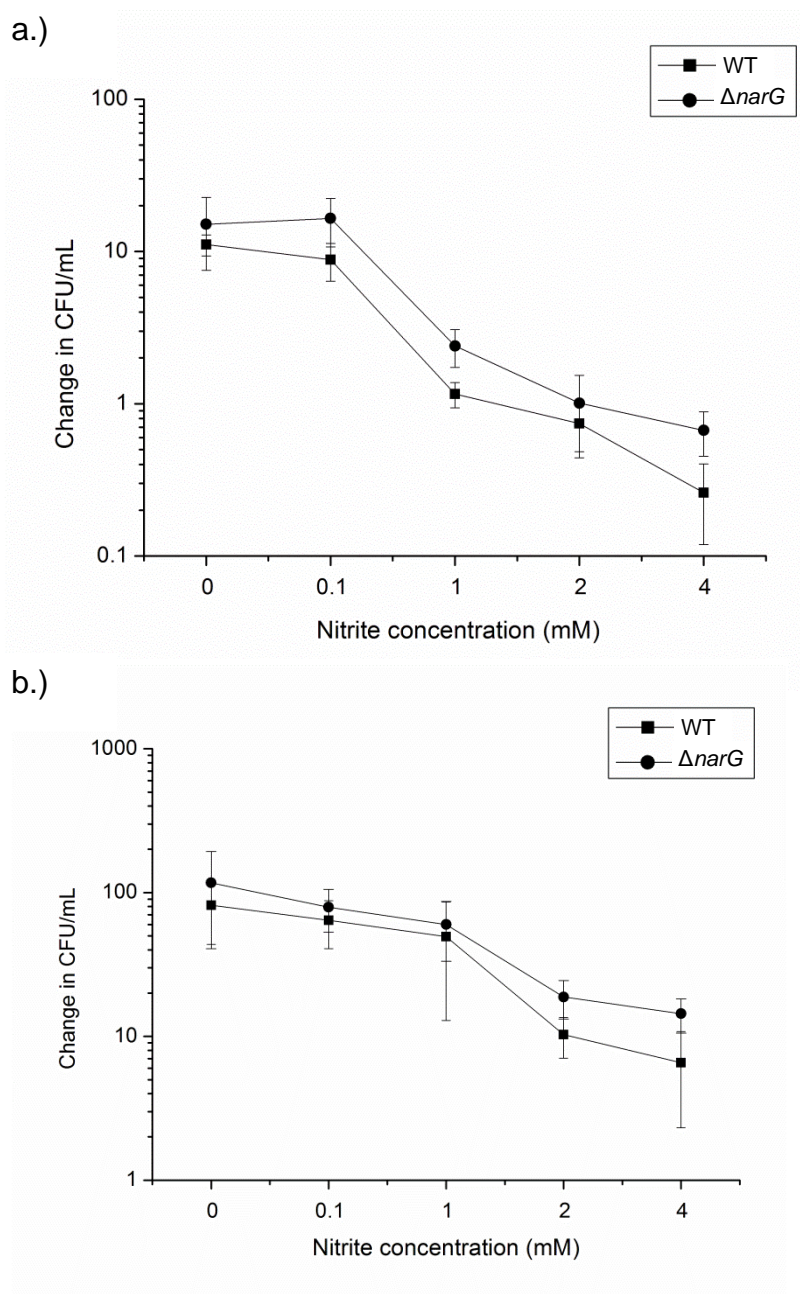 a.)
WT
ΔnarG
100
10
1
0.1
Change in CFU/mL
0 0.1 1 2 4
Nitrite concentration (mM)
b.)
WT
ΔnarG
1000
100
10
1
Change in CFU/mL
0 0.1 1 2 4
Nitrite concentration (mM)